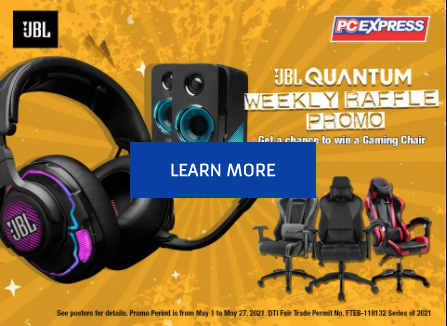 JBL
PCEXPRESS
JBL QUANTUM
WEEKLY RAFFLE
PROMO
Get a chance to win a Gaming Chair
LEARN MORE
JBL
See posters for details. Promo Period is from May 1 to May 27, 2021. DTI Fair Trade Permit No. FTEB-118132 Series of 2021